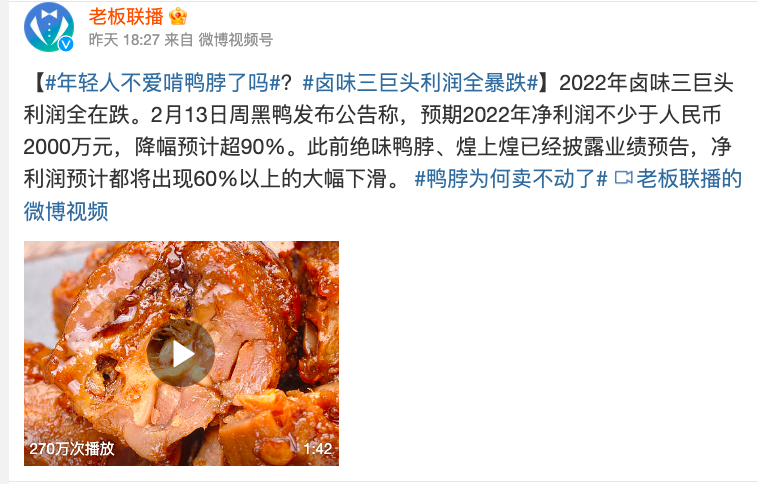 老板联播
昨天 18:27 来自 微博视频号
【#年轻人不爱啃鸭脖了吗#？#卤味三巨头利润全暴跌#】2022年卤味三巨头
利润全在跌。2月13日周黑鸭发布公告称，预期2022年净利润不少于人民币
2000万元，降幅预计超90%。此前绝味鸭脖、煌上煌已经披露业绩预告，净
利润预计都将出现60%以上的大幅下滑。 #鸭脖为何卖不动了# 老板联播的
微博视频
270万次播放 1:42